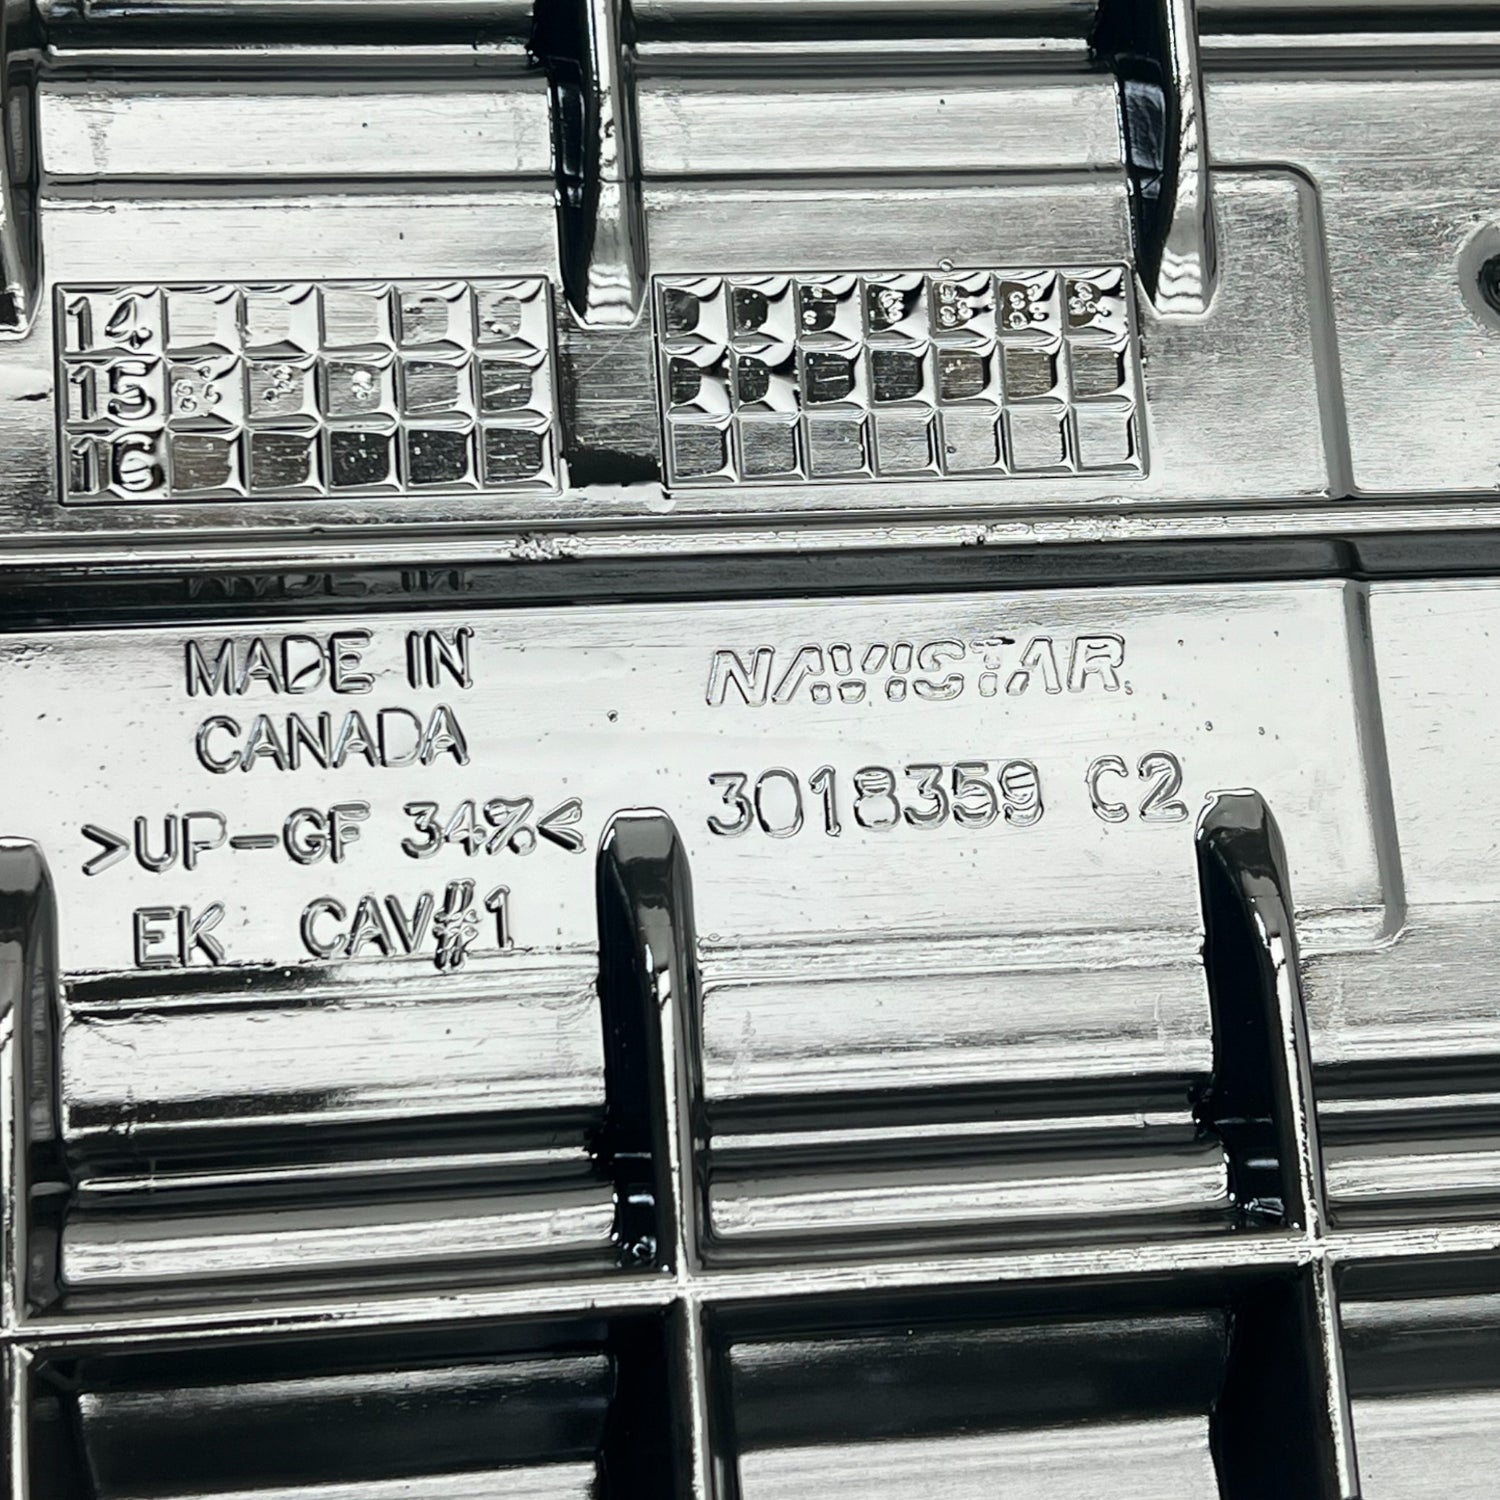 14
15
16
MADE IN
CANADA
>UP-GF 34%<
EK CAV#1
NAVISTAR
3018359 C2